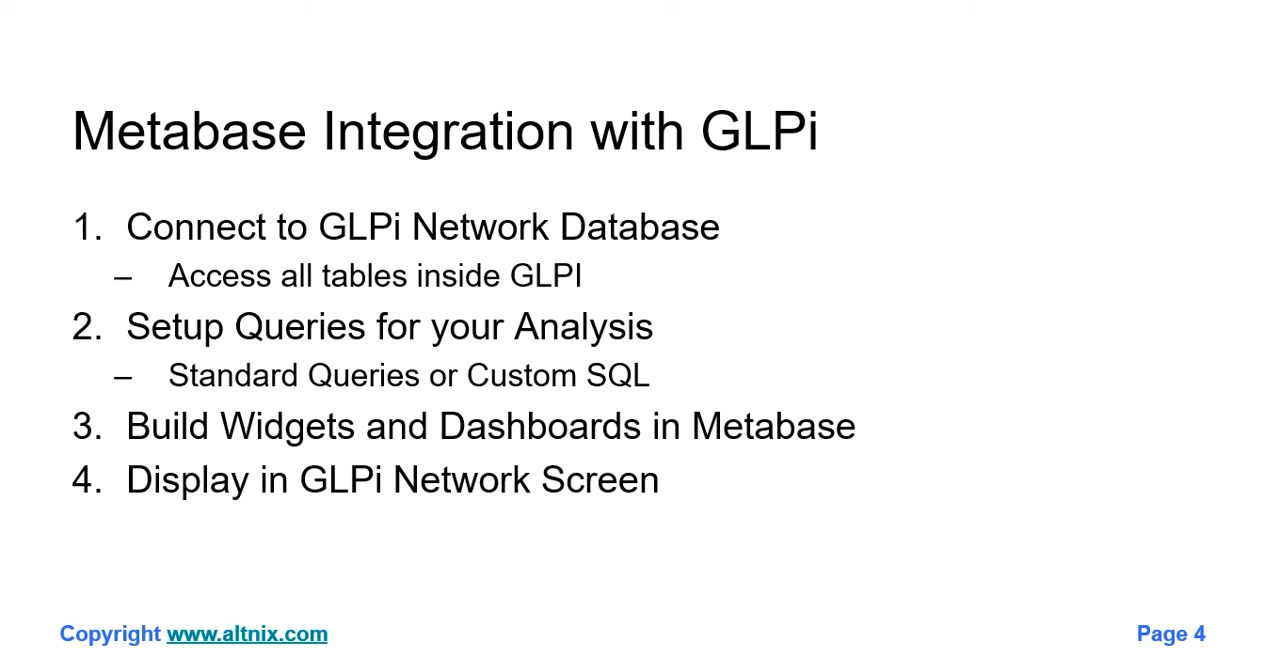 Metabase Integration with GLPi
1. Connect to GLPi Network Database
– Access all tables inside GLPI
2. Setup Queries for your Analysis
– Standard Queries or Custom SQL
3. Build Widgets and Dashboards in Metabase
4. Display in GLPi Network Screen
Copyright www.altnix.com
Page 4